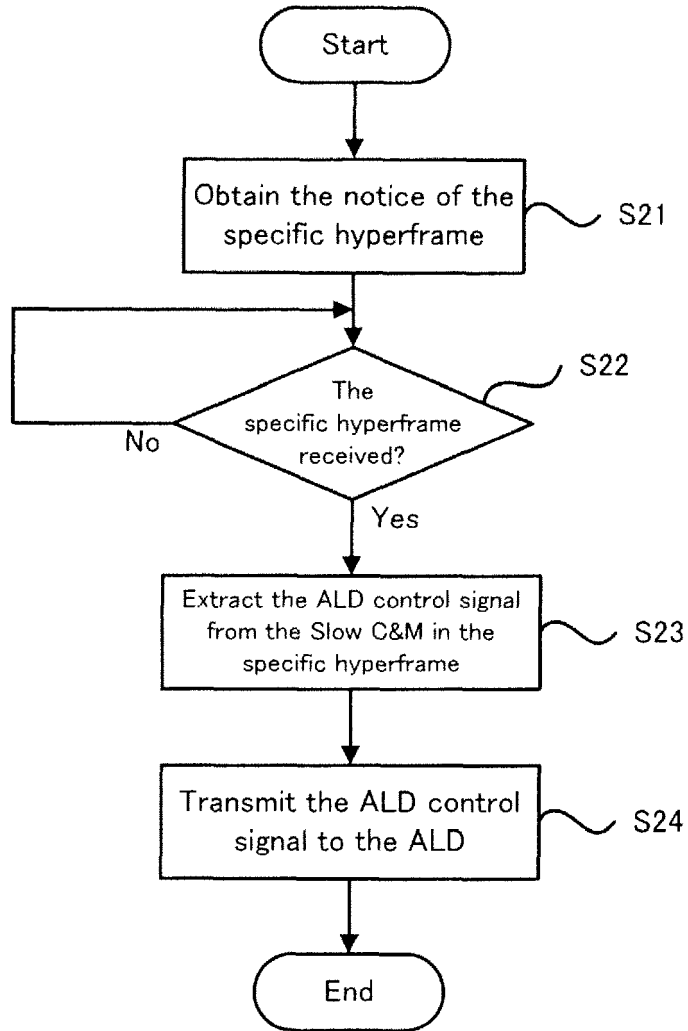 Start
Obtain the notice of the
specific hyperframe
S21
The
specific hyperframe
received?
S22
No
Yes
Extract the ALD control signal
from the Slow C&M in the
specific hyperframe
S23
Transmit the ALD control
signal to the ALD
S24
End